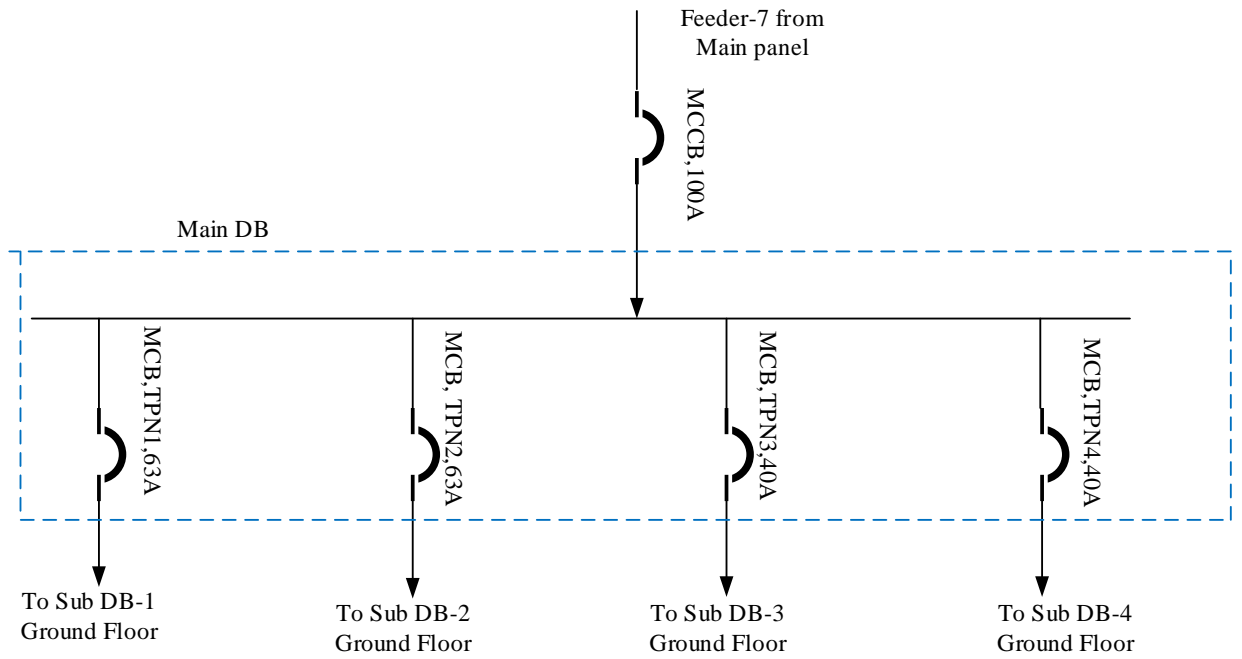 Feeder-7 from
Main panel
MCCB,100A
Main DB
MCB,TPN1,63A
MCB, TPN2,63A
MCB,TPN3,40A
MCB,TPN4,40A
To Sub DB-1
Ground Floor
To Sub DB-2
Ground Floor
To Sub DB-3
Ground Floor
To Sub DB-4
Ground Floor